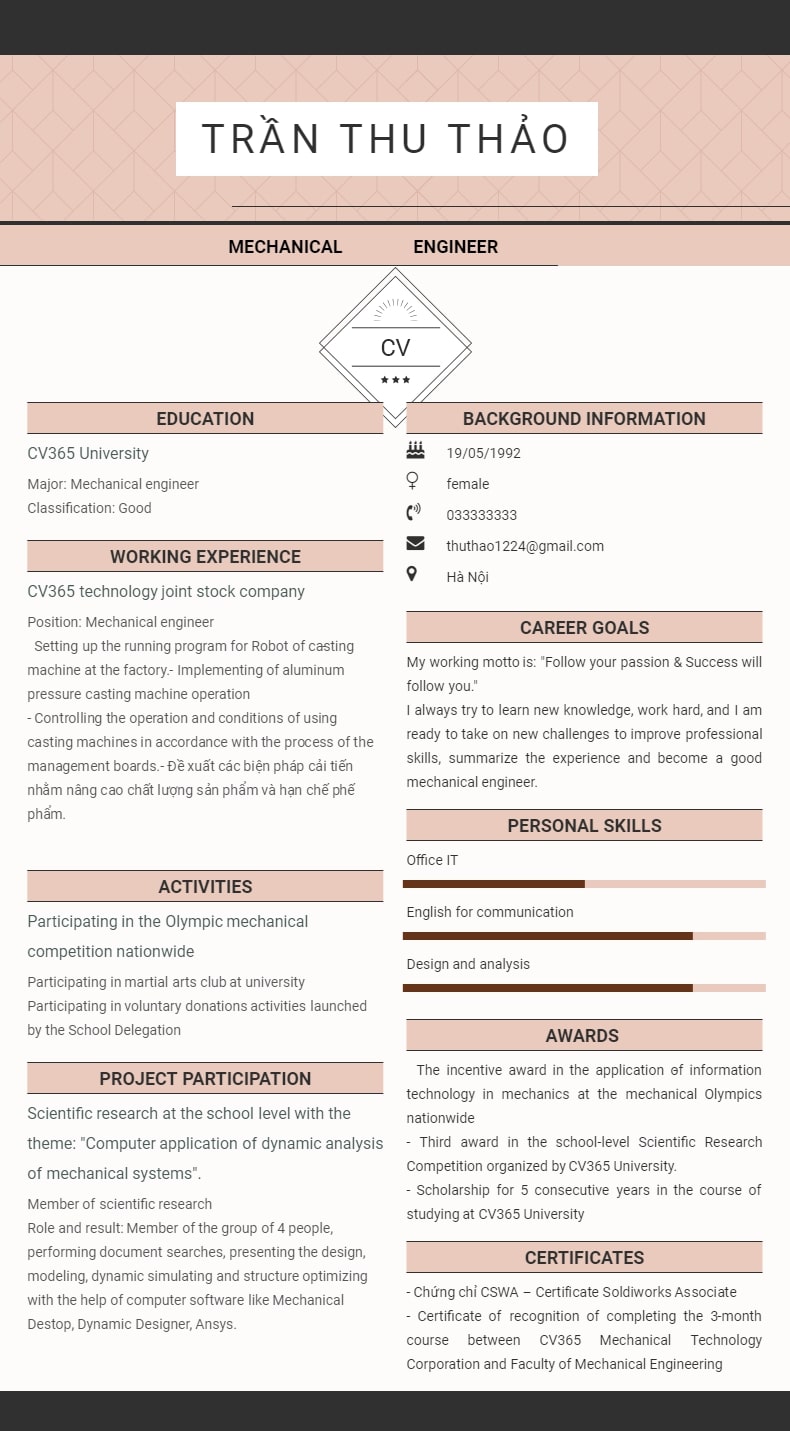 TRẦN THU THẢO
MECHANICAL ENGINEER
CV
EDUCATION
CV365 University
Major: Mechanical engineer
Classification: Good
WORKING EXPERIENCE
CV365 technology joint stock company
Position: Mechanical engineer
Setting up the running program for Robot of casting
machine at the factory.- Implementing of aluminum
pressure casting machine operation
- Controlling the operation and conditions of using
casting machines in accordance with the process of the
management boards.- Đề xuất các biện pháp cải tiến
nhằm nâng cao chất lượng sản phẩm và hạn chế phế
phẩm.
ACTIVITIES
Participating in the Olympic mechanical
competition nationwide
Participating in martial arts club at university
Participating in voluntary donations activities launched
by the School Delegation
PROJECT PARTICIPATION
Scientific research at the school level with the
theme: "Computer application of dynamic analysis
of mechanical systems".
Member of scientific research
Role and result: Member of the group of 4 people,
performing document searches, presenting the design,
modeling, dynamic simulating and structure optimizing
with the help of computer software like Mechanical
Destop, Dynamic Designer, Ansys.
BACKGROUND INFORMATION
19/05/1992
female
033333333
thuthao1224@gmail.com
Hà Nội
CAREER GOALS
My working motto is: "Follow your passion & Success will
follow you."
I always try to learn new knowledge, work hard, and I am
ready to take on new challenges to improve professional
skills, summarize the experience and become a good
mechanical engineer.
PERSONAL SKILLS
Office IT
English for communication
Design and analysis
AWARDS
The incentive award in the application of information
technology in mechanics at the mechanical Olympics
nationwide
- Third award in the school-level Scientific Research
Competition organized by CV365 University.
- Scholarship for 5 consecutive years in the course of
studying at CV365 University
CERTIFICATES
- Chứng chỉ CSWA – Certificate Soldiworks Associate
- Certificate of recognition of completing the 3-month
course between CV365 Mechanical Technology
Corporation and Faculty of Mechanical Engineering